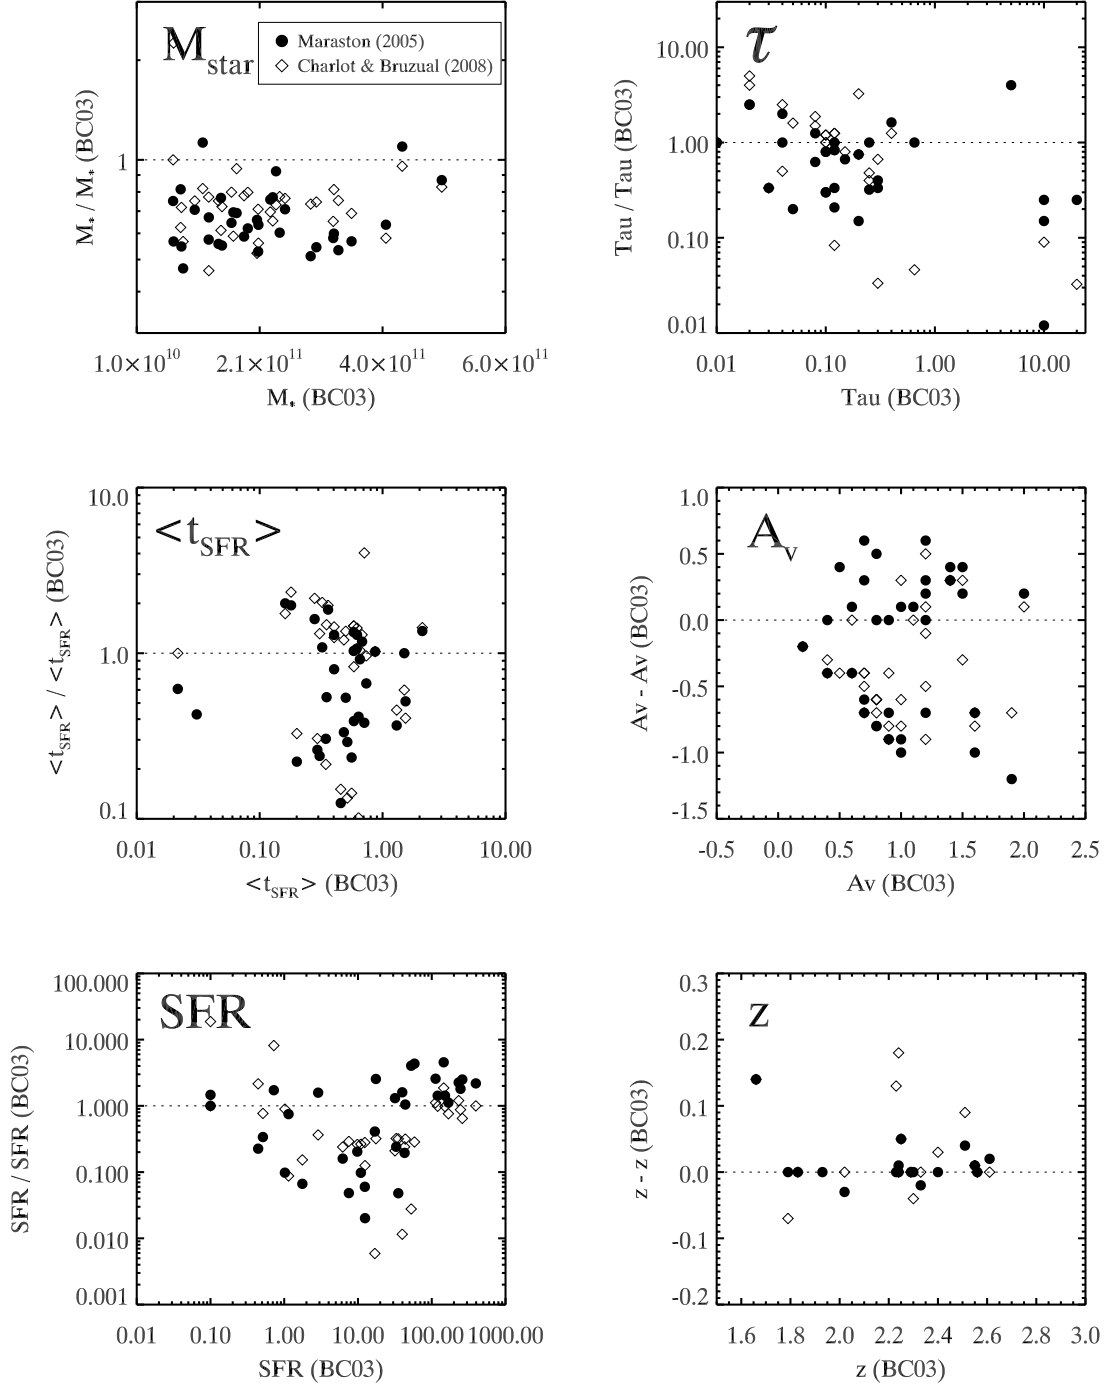 M_star
Maraston (2005)
Charlot & Bruzual (2008)
M* / M* (BC03)
1
1.0×10^10 2.1×10^11 4.0×10^11 6.0×10^11
M* (BC03)
τ
Tau / Tau (BC03)
10.00
1.00
0.10
0.01
0.01 0.10 1.00 10.00
Tau (BC03)
<t_SFR>
<t_SFR> / <t_SFR> (BC03)
10.0
1.0
0.1
0.01 0.10 1.00 10.00
<t_SFR> (BC03)
A_v
Av - Av (BC03)
1.0
0.5
0.0
-0.5
-1.0
-1.5
-0.5 0.0 0.5 1.0 1.5 2.0 2.5
Av (BC03)
SFR
SFR / SFR (BC03)
100.000
10.000
1.000
0.100
0.010
0.001
0.01 0.10 1.00 10.00 100.00 1000.00
SFR (BC03)
z
z - z (BC03)
0.3
0.2
0.1
0.0
-0.1
-0.2
1.6 1.8 2.0 2.2 2.4 2.6 2.8 3.0
z (BC03)